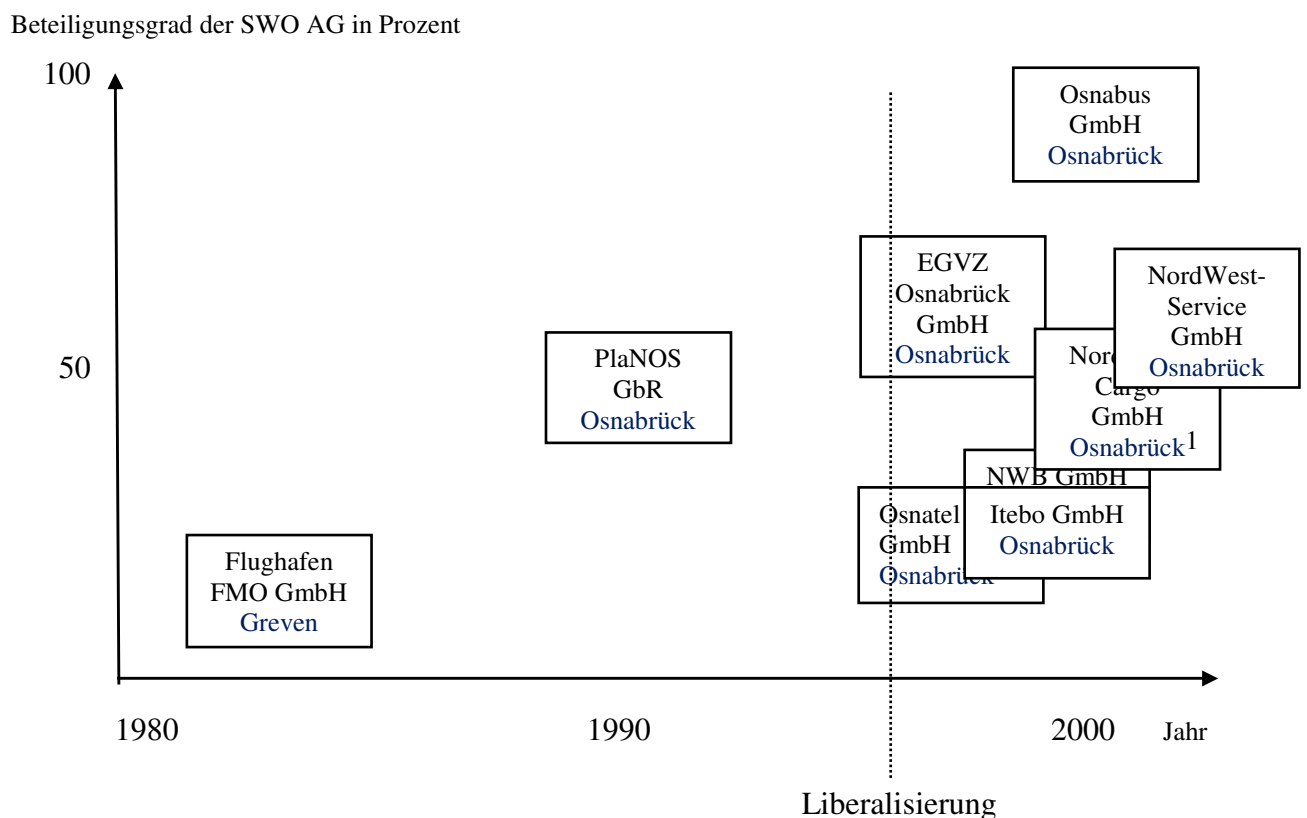 Beteiligungsgrad der SWO AG in Prozent
100
Osnabus
GmbH
Osnabrück
EGVZ
Osnabrück
GmbH
Osnabrück
NordWest-
Service
GmbH
Osnabrück
50
PlaNOS
GbR
Osnabrück
Cargo
GmbH
Osnabrück1
NWB GmbH
Osnatel
GmbH
Osnabrück
Itebo GmbH
Osnabrück
Flughafen
FMO GmbH
Greven
1980
1990
2000
Jahr
Liberalisierung